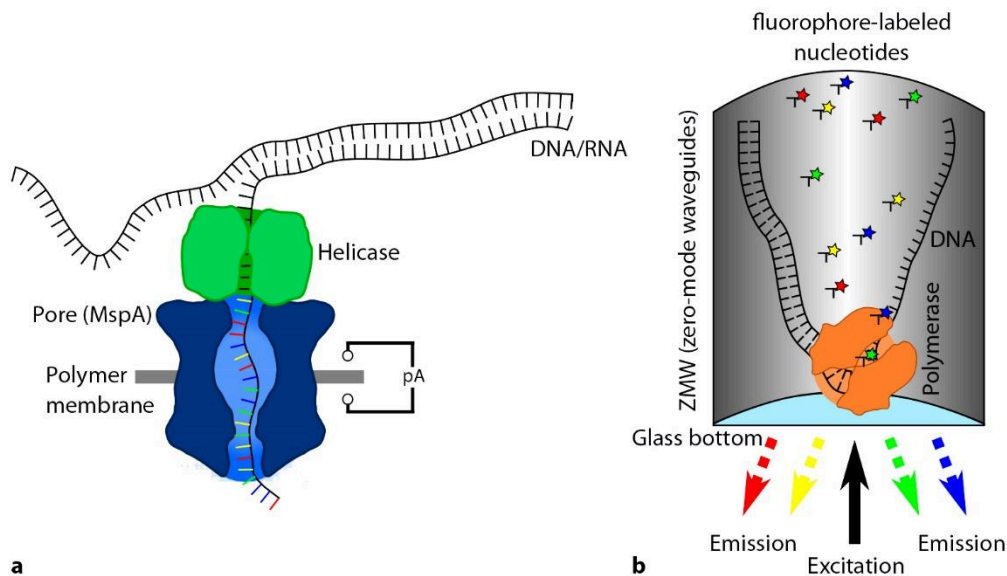 DNA/RNA
Helicase
Pore (MspA)
Polymer
membrane
pA
a
fluorophore-labeled
nucleotides
ZMW (zero-mode waveguides)
DNA
Polymerase
Glass bottom
Emission
Excitation
Emission
b